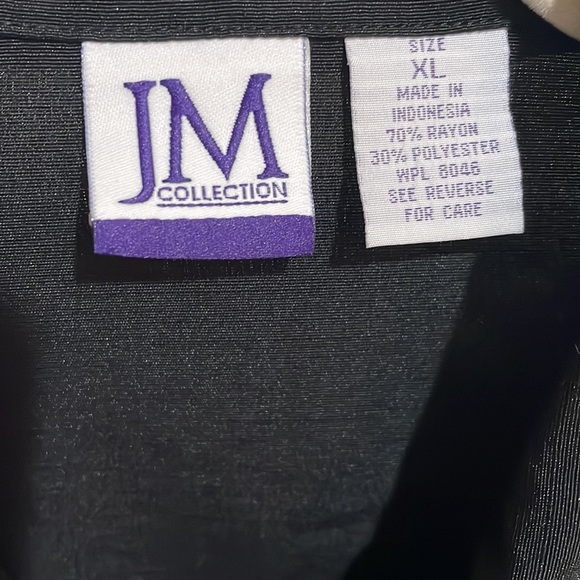 JM
COLLECTION
SIZE
XL
MADE IN
INDONESIA
70% RAYON
30% POLYESTER
WPL 8046
SEE REVERSE
FOR CARE